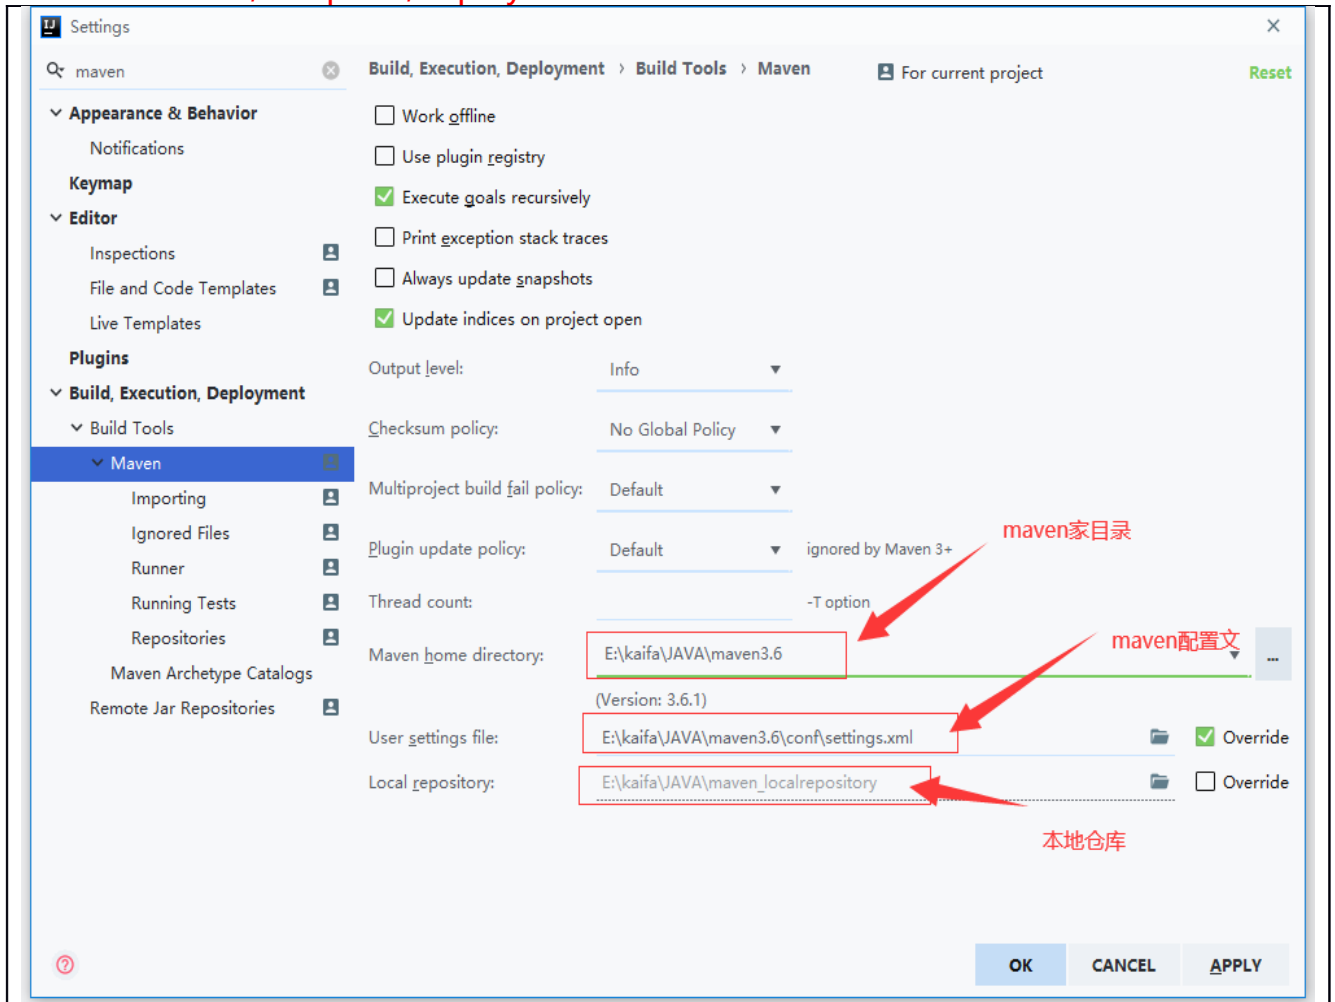 Settings
maven
Build, Execution, Deployment › Build Tools › Maven
For current project
Reset
Appearance & Behavior
Notifications
Keymap
Editor
Inspections
File and Code Templates
Live Templates
Plugins
Build, Execution, Deployment
Build Tools
Maven
Importing
Ignored Files
Runner
Running Tests
Repositories
Maven Archetype Catalogs
Remote Jar Repositories
Work offline
Use plugin registry
Execute goals recursively
Print exception stack traces
Always update snapshots
Update indices on project open
Output level: Info
Checksum policy: No Global Policy
Multiproject build fail policy: Default
Plugin update policy: Default ignored by Maven 3+
maven家目录
Thread count: -T option
maven配置文
Maven home directory: E:\kaifa\JAVA\maven3.6 ...
(Version: 3.6.1)
User settings file: E:\kaifa\JAVA\maven3.6\conf\settings.xml Override
Local repository: E:\kaifa\JAVA\maven_localrepository Override
本地仓库
OK CANCEL APPLY